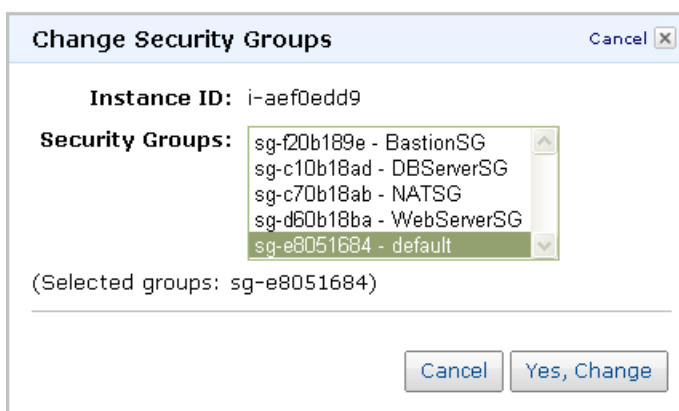 Change Security Groups Cancel
Instance ID: i-aef0edd9
Security Groups:
sg-f20b189e - BastionSG
sg-c10b18ad - DBServerSG
sg-c70b18ab - NATSG
sg-d60b18ba - WebServerSG
sg-e8051684 - default
(Selected groups: sg-e8051684)
Cancel Yes, Change